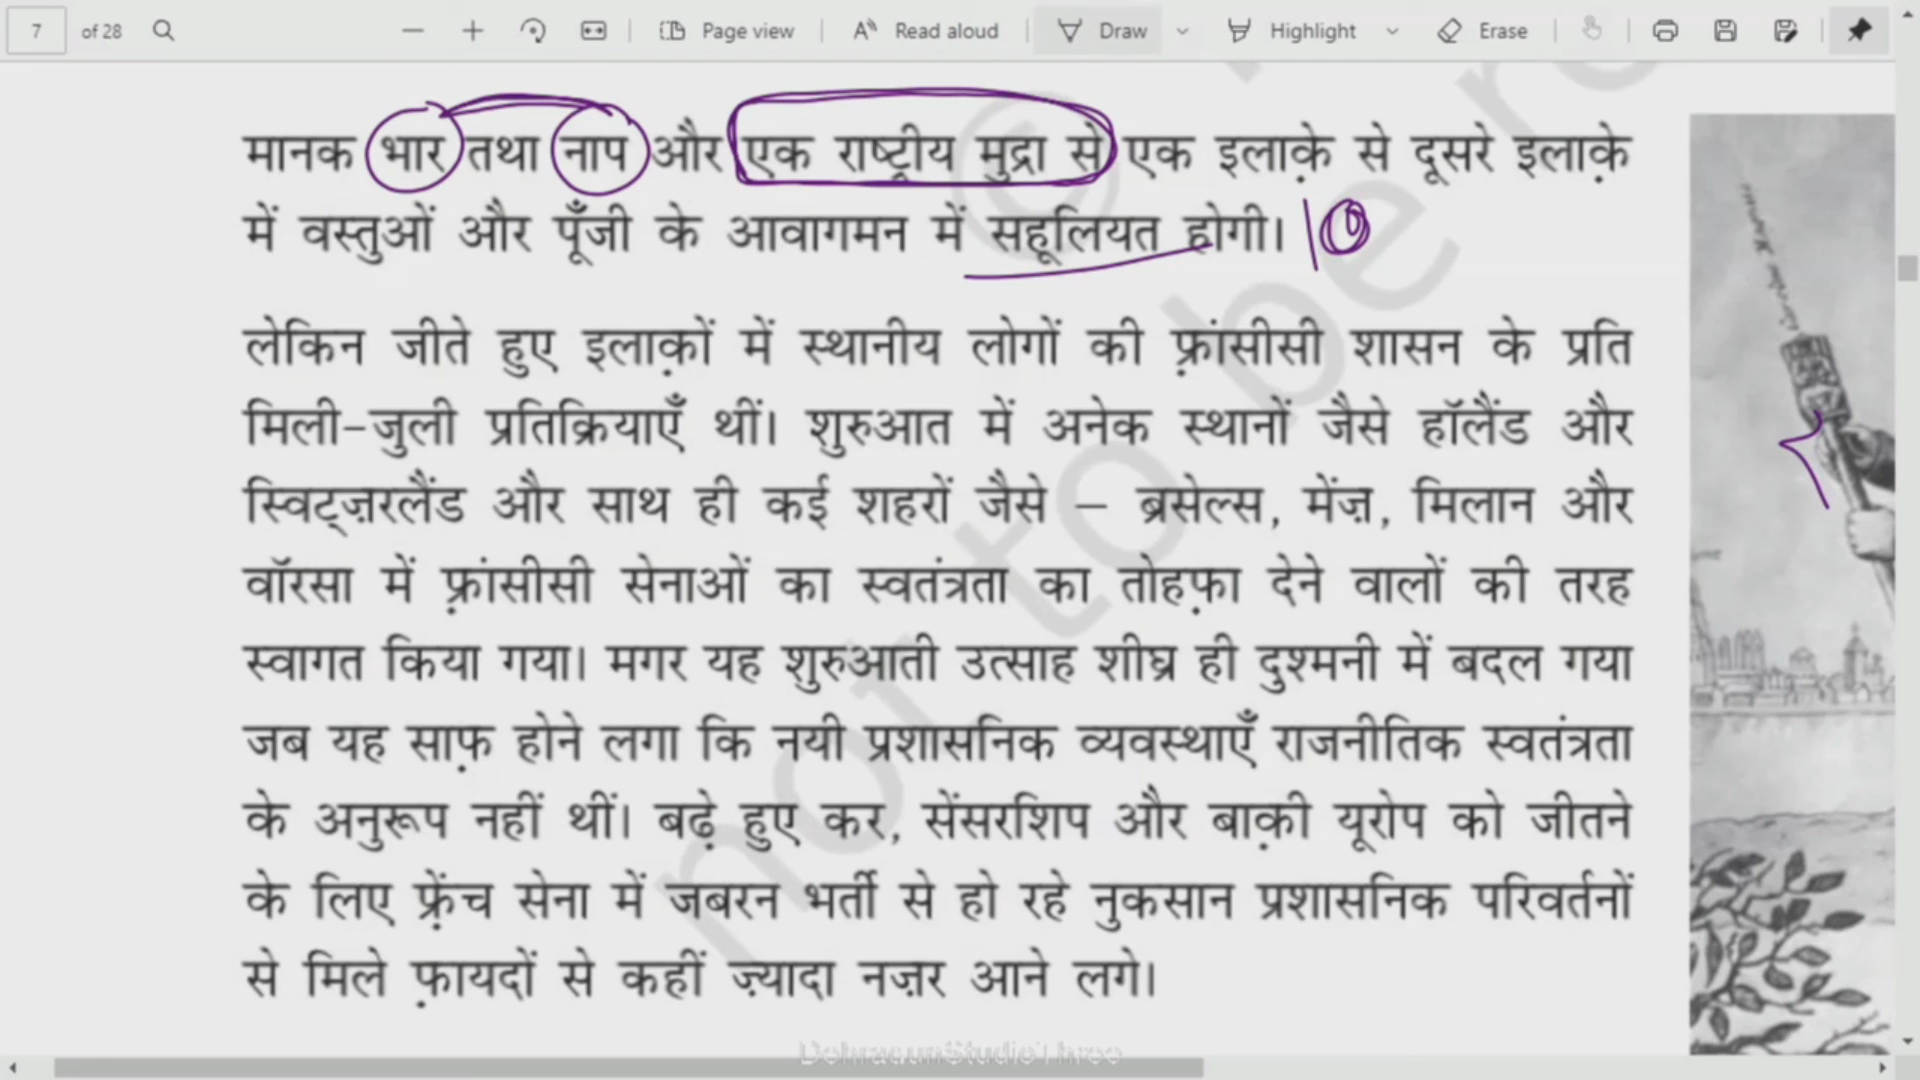 7 of 28 Page view Read aloud Draw Highlight Erase
मानक भार तथा नाप और एक राष्ट्रीय मुद्रा से एक इलाक़े से दूसरे इलाक़े
में वस्तुओं और पूँजी के आवागमन में सहूलियत होगी।
लेकिन जीते हुए इलाक़ों में स्थानीय लोगों की फ़्रांसीसी शासन के प्रति
मिली-जुली प्रतिक्रियाएँ थीं। शुरुआत में अनेक स्थानों जैसे हॉलैंड और
स्विट्ज़रलैंड और साथ ही कई शहरों जैसे – ब्रसेल्स, मेंज़, मिलान और
वॉरसा में फ़्रांसीसी सेनाओं का स्वतंत्रता का तोहफ़ा देने वालों की तरह
स्वागत किया गया। मगर यह शुरुआती उत्साह शीघ्र ही दुश्मनी में बदल गया
जब यह साफ़ होने लगा कि नयी प्रशासनिक व्यवस्थाएँ राजनीतिक स्वतंत्रता
के अनुरूप नहीं थीं। बढ़े हुए कर, सेंसरशिप और बाक़ी यूरोप को जीतने
के लिए फ़्रेंच सेना में जबरन भर्ती से हो रहे नुकसान प्रशासनिक परिवर्तनों
से मिले फ़ायदों से कहीं ज़्यादा नज़र आने लगे।
not to be
DehradunStudioThree